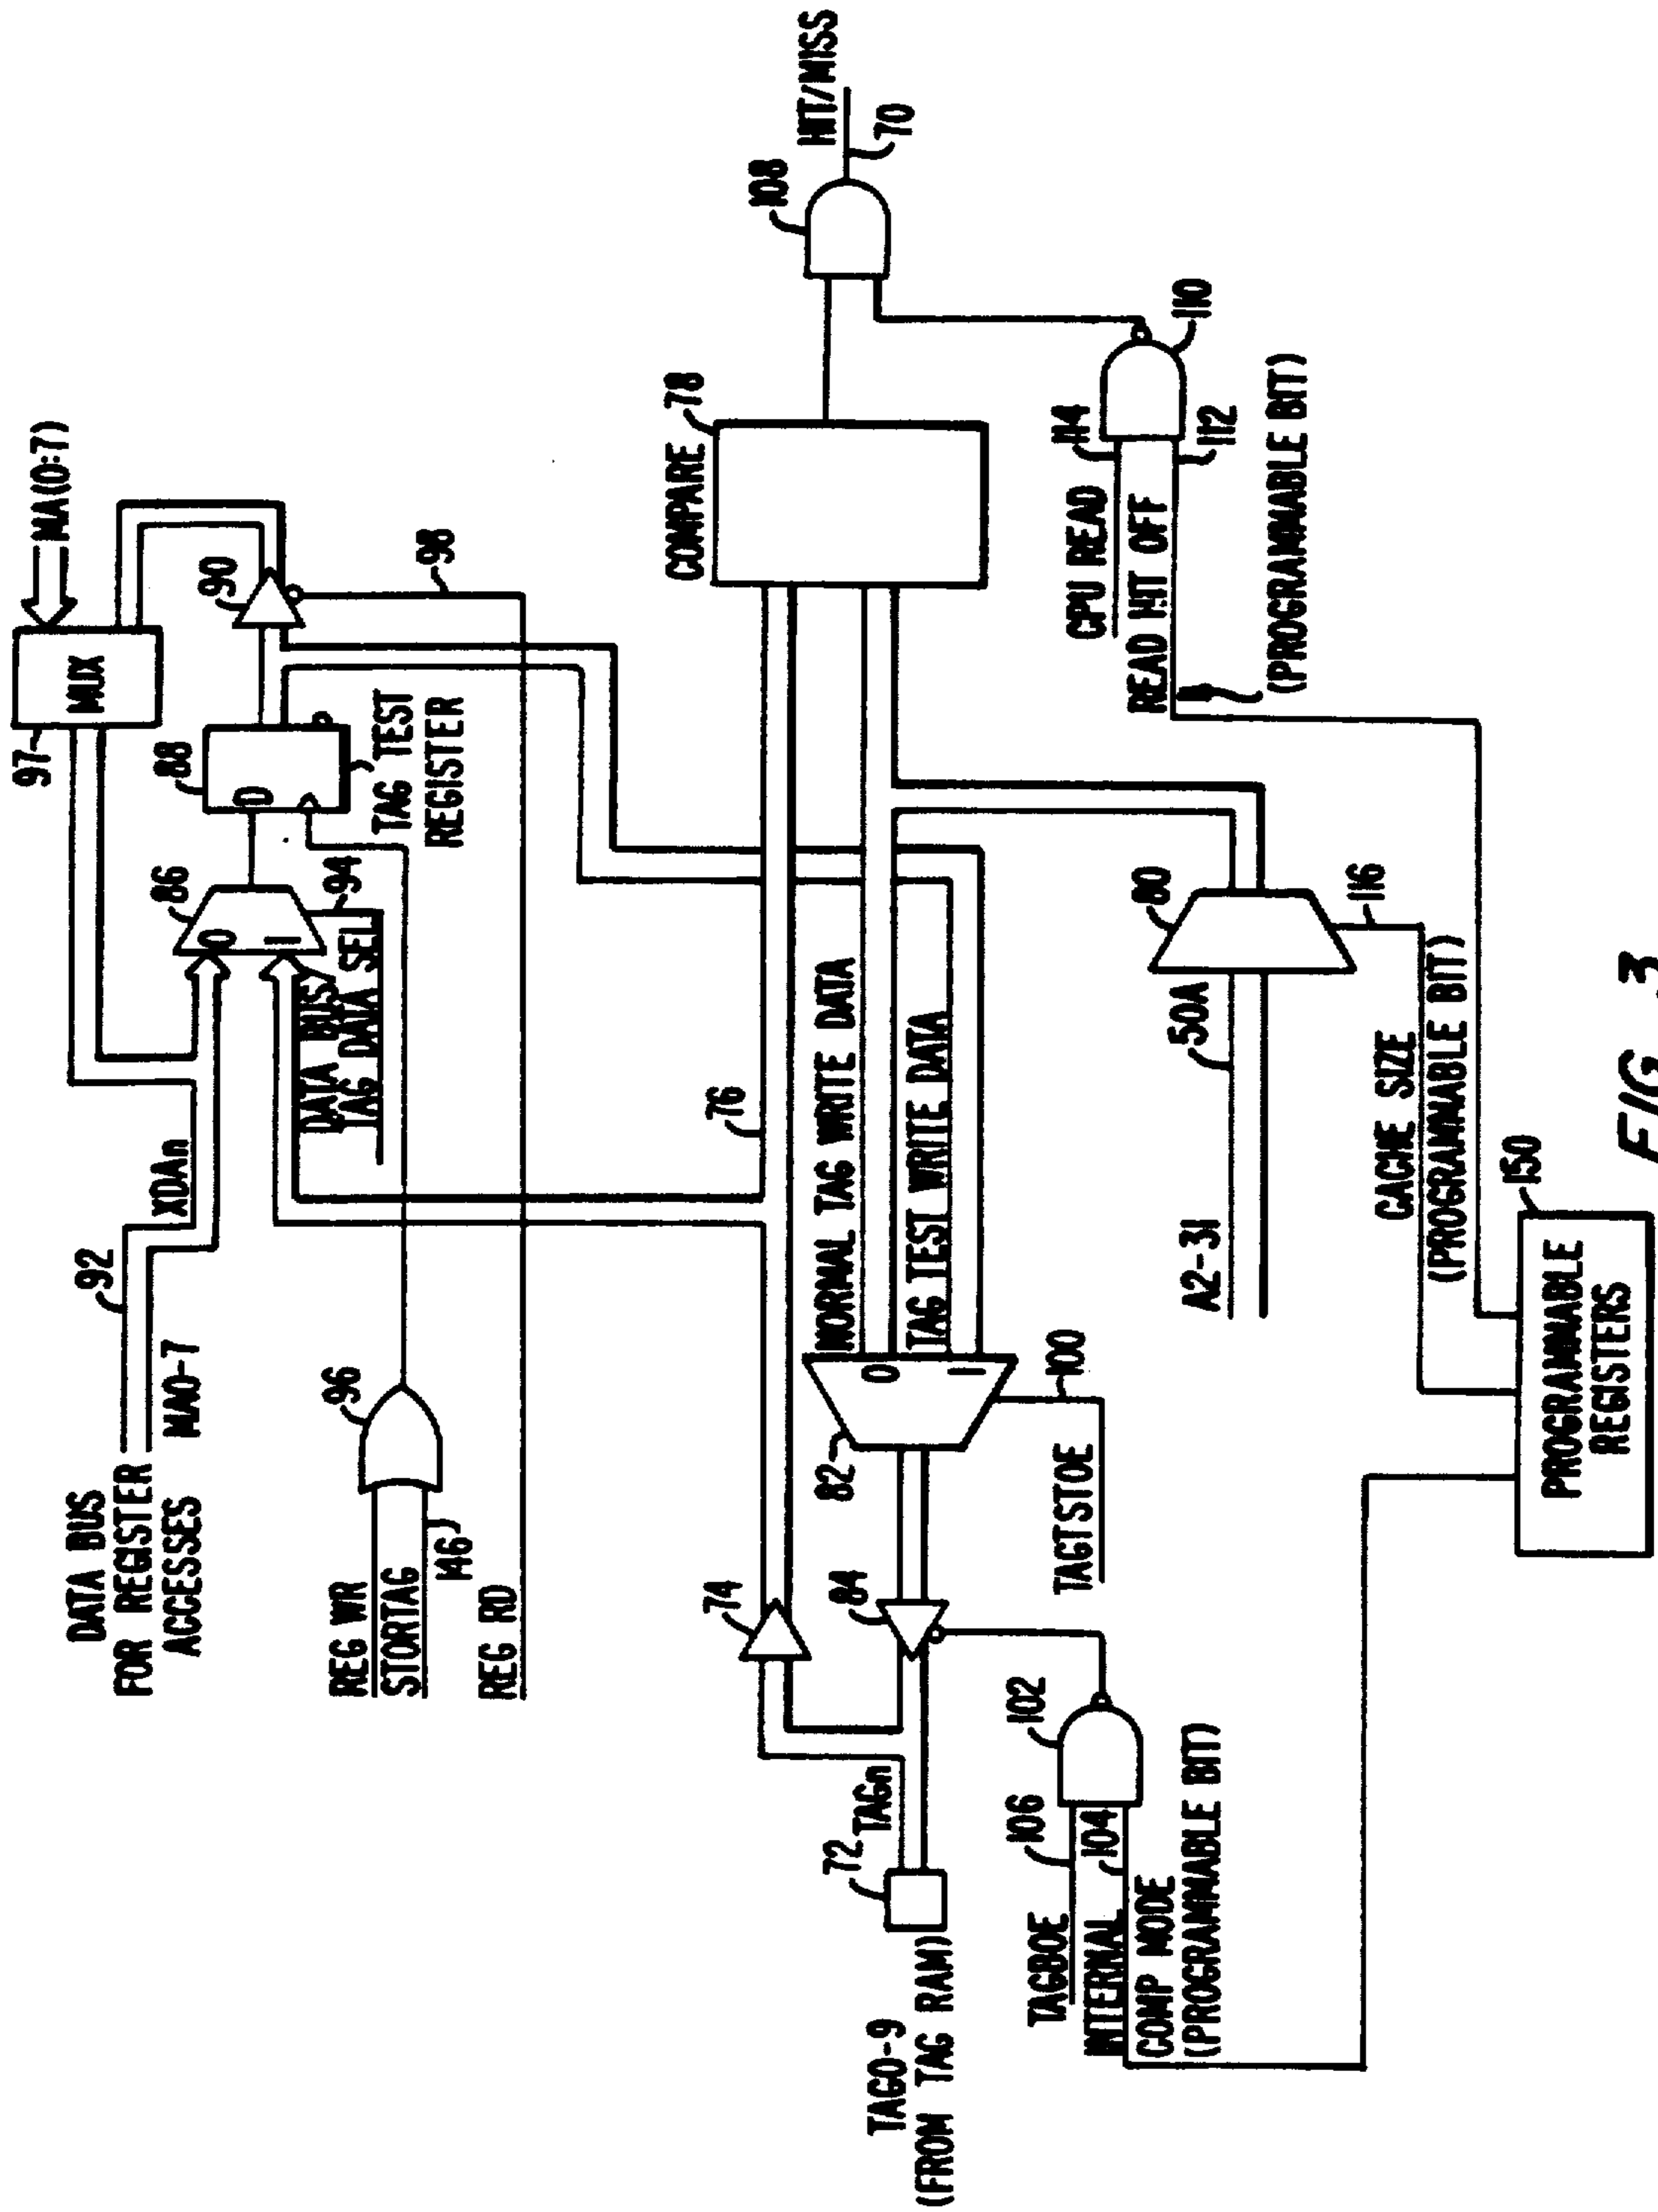 DATA BUS
FOR REGISTER
ACCESSES MA0-7
92
XDAn
97
MUX
MA(0:7)
REG WR
STORTAG
146
REG RD
96
DATA BUS/
TAG DATA SEL
94
86
0
1
88
D
TAG TEST
REGISTER
90
98
TAG0-9
(FROM TAG RAM)
72
TAGn
74
76
84
82
0
1
NORMAL TAG WRITE DATA
TAG TEST WRITE DATA
TAGTSTOE
100
COMPARE
78
108
HIT/MISS
70
TAGBOE
106
INTERNAL
104
COMP MODE
(PROGRAMMABLE BIT)
102
A2-31
50A
80
116
CACHE SIZE
(PROGRAMMABLE BIT)
CPU READ
114
READ HIT OFF
112
(PROGRAMMABLE BIT)
110
PROGRAMMABLE
REGISTERS
150
FIG. 3